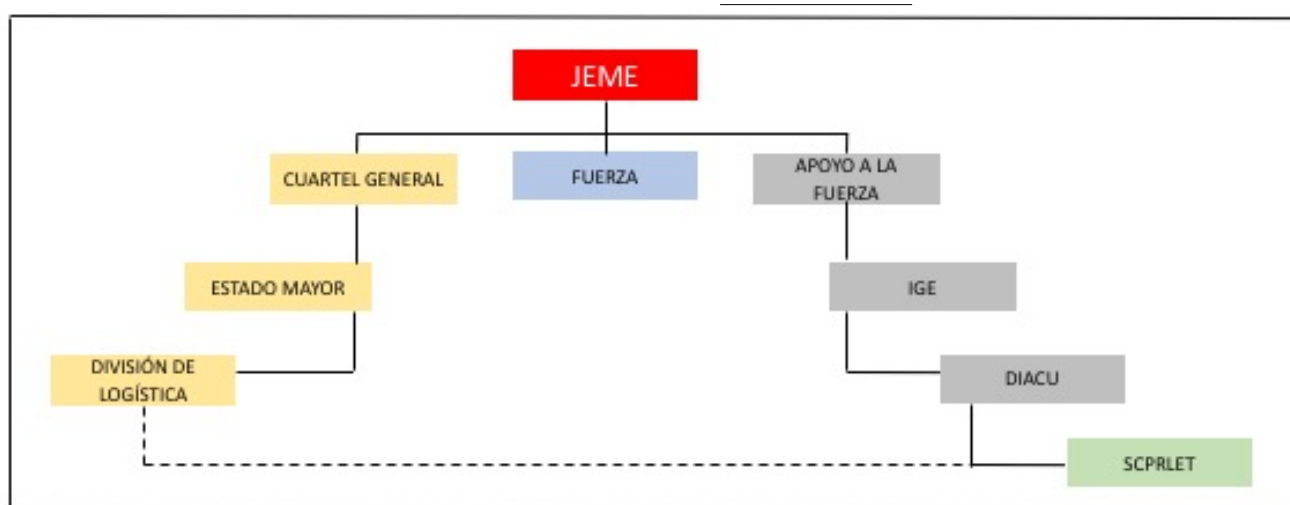 JEME
CUARTEL GENERAL
FUERZA
APOYO A LA
FUERZA
ESTADO MAYOR
IGE
DIVISIÓN DE
LOGÍSTICA
DIACU
SCPRLET